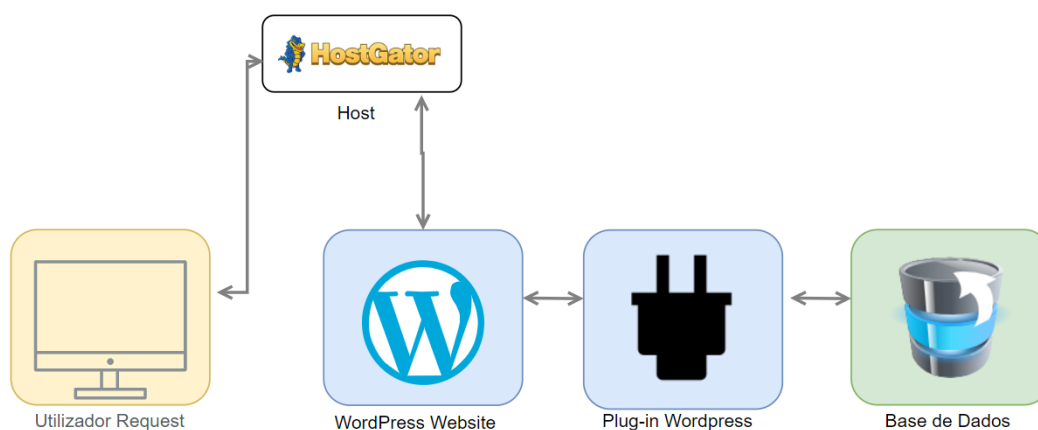 HostGator
Host
Utilizador Request
WordPress Website
Plug-in Wordpress
Base de Dados